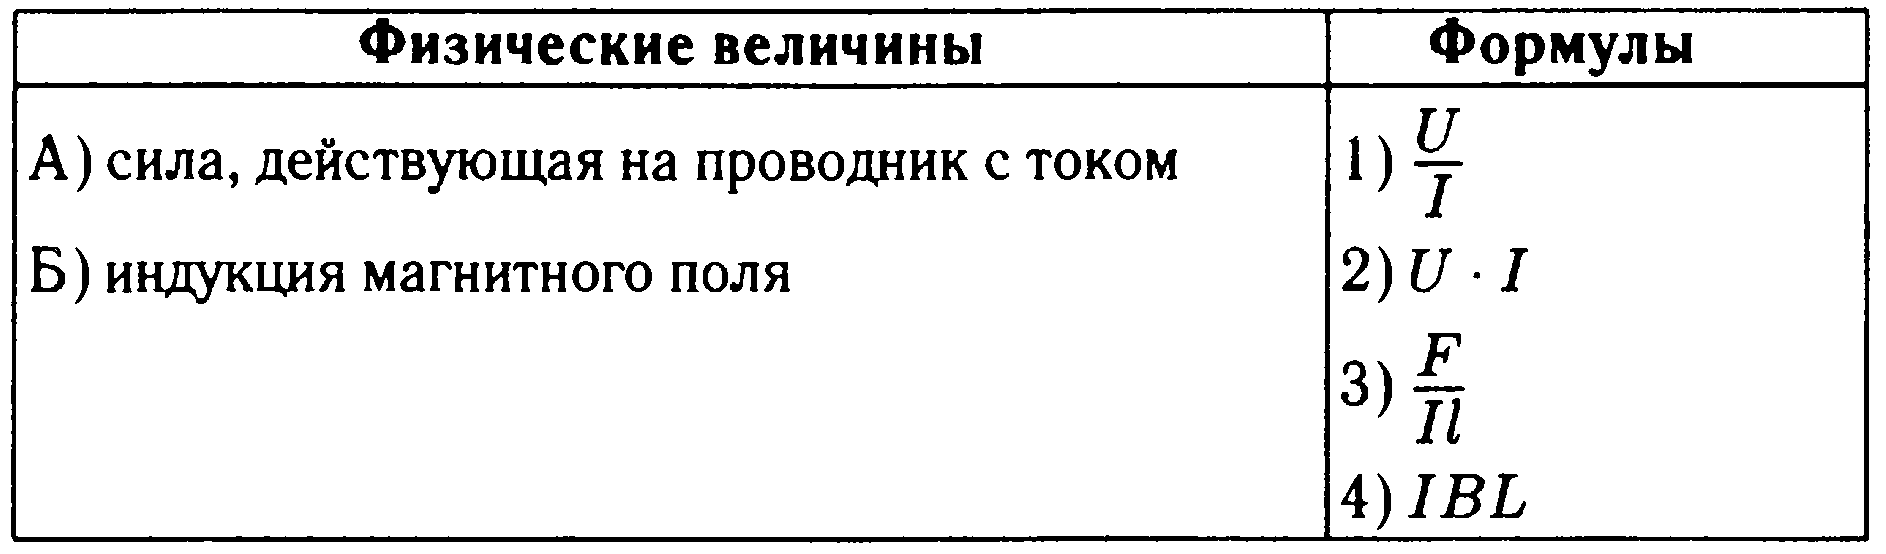 Физические величины Формулы
А) сила, действующая на проводник с током 1) U/I
Б) индукция магнитного поля 2) U · I
3) F/Il
4) IBL